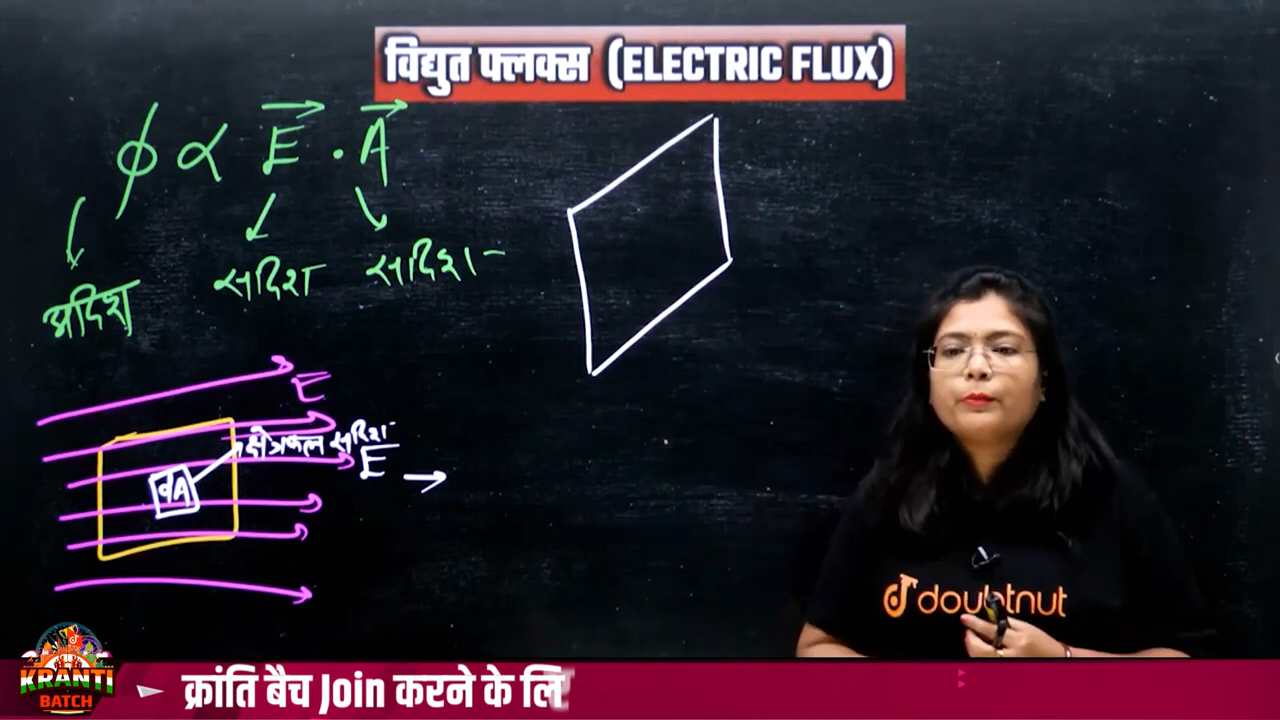 विद्युत फ्लक्स (ELECTRIC FLUX)
ϕ ∝ E . A
अदिश सदिश सदिश
E
क्षेत्रफल सदिश
E
dA
doubtnut
KRANTI
BATCH
क्रांति बैच Join करने के लि